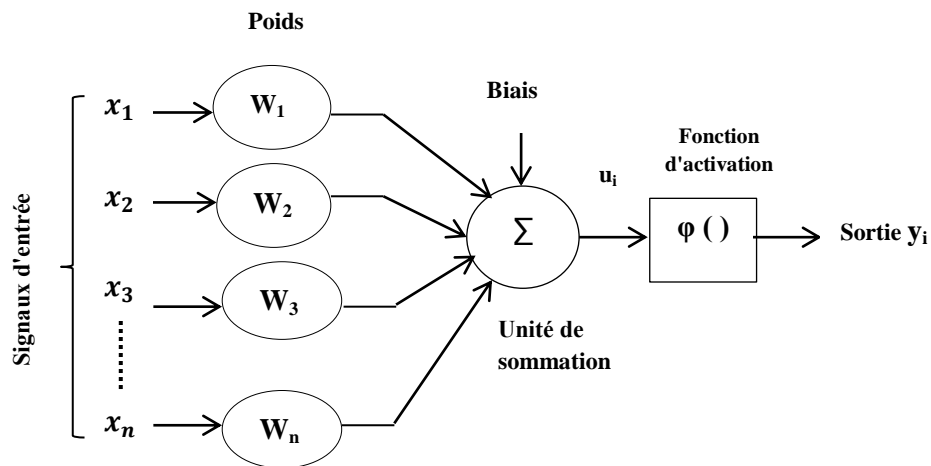 Poids
Signaux d'entrée
x₁
W₁
x₂
W₂
x₃
W₃
xₙ
Wₙ
Biais
Σ
Unité de
sommation
uᵢ
Fonction
d'activation
φ ( )
Sortie yᵢ